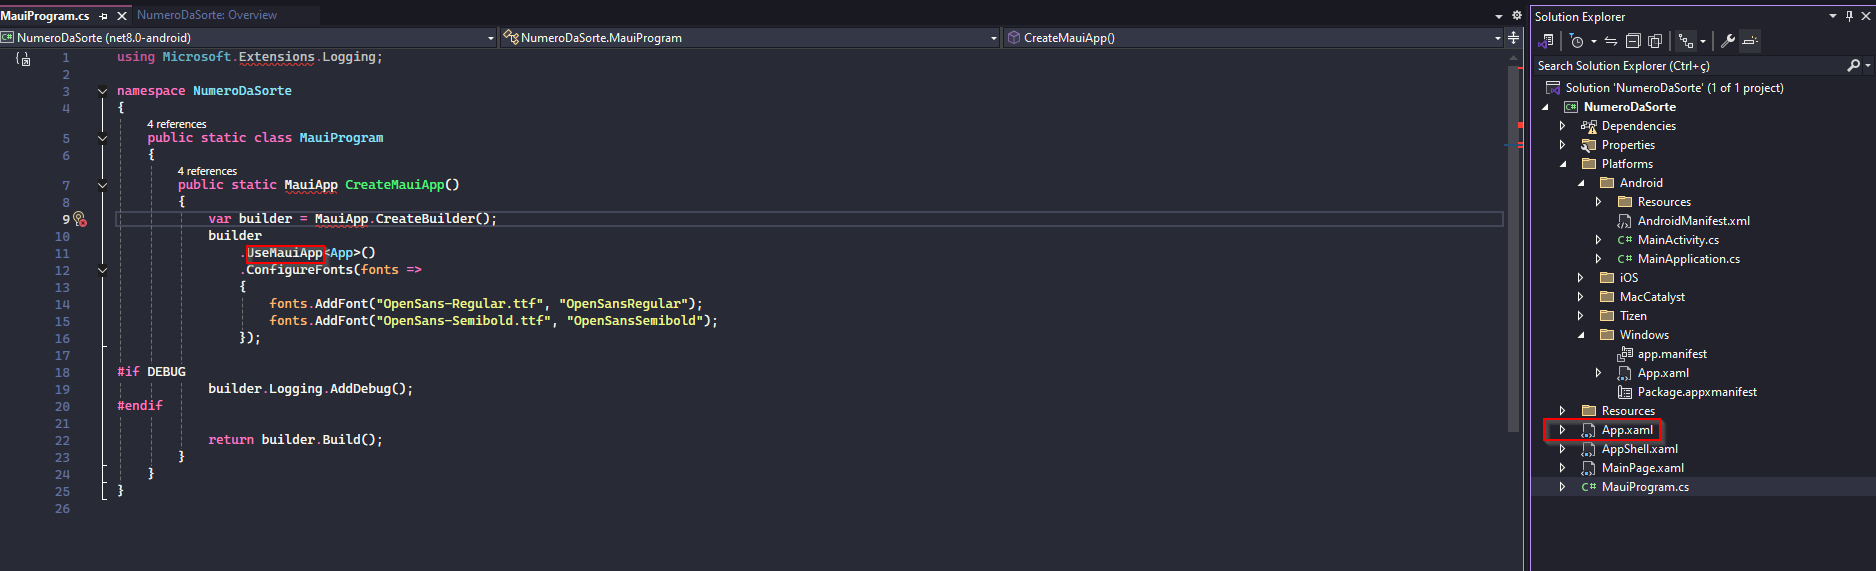 MauiProgram.cs
NumeroDaSorte: Overview
NumeroDaSorte (net8.0-android)
NumeroDaSorte.MauiProgram
CreateMauiApp()
1 using Microsoft.Extensions.Logging;
2
3 namespace NumeroDaSorte
4 {
4 references
5 public static class MauiProgram
6 {
4 references
7 public static MauiApp CreateMauiApp()
8 {
9 var builder = MauiApp.CreateBuilder();
10 builder
11 .UseMauiApp<App>()
12 .ConfigureFonts(fonts =>
13 {
14 fonts.AddFont("OpenSans-Regular.ttf", "OpenSansRegular");
15 fonts.AddFont("OpenSans-Semibold.ttf", "OpenSansSemibold");
16 });
17
18 #if DEBUG
19 builder.Logging.AddDebug();
20 #endif
21
22 return builder.Build();
23 }
24 }
25 }
26
Solution Explorer
Search Solution Explorer (Ctrl+ç)
Solution 'NumeroDaSorte' (1 of 1 project)
C# NumeroDaSorte
Dependencies
Properties
Platforms
Android
Resources
AndroidManifest.xml
C# MainActivity.cs
C# MainApplication.cs
iOS
MacCatalyst
Tizen
Windows
app.manifest
App.xaml
Package.appxmanifest
Resources
App.xaml
AppShell.xaml
MainPage.xaml
C# MauiProgram.cs